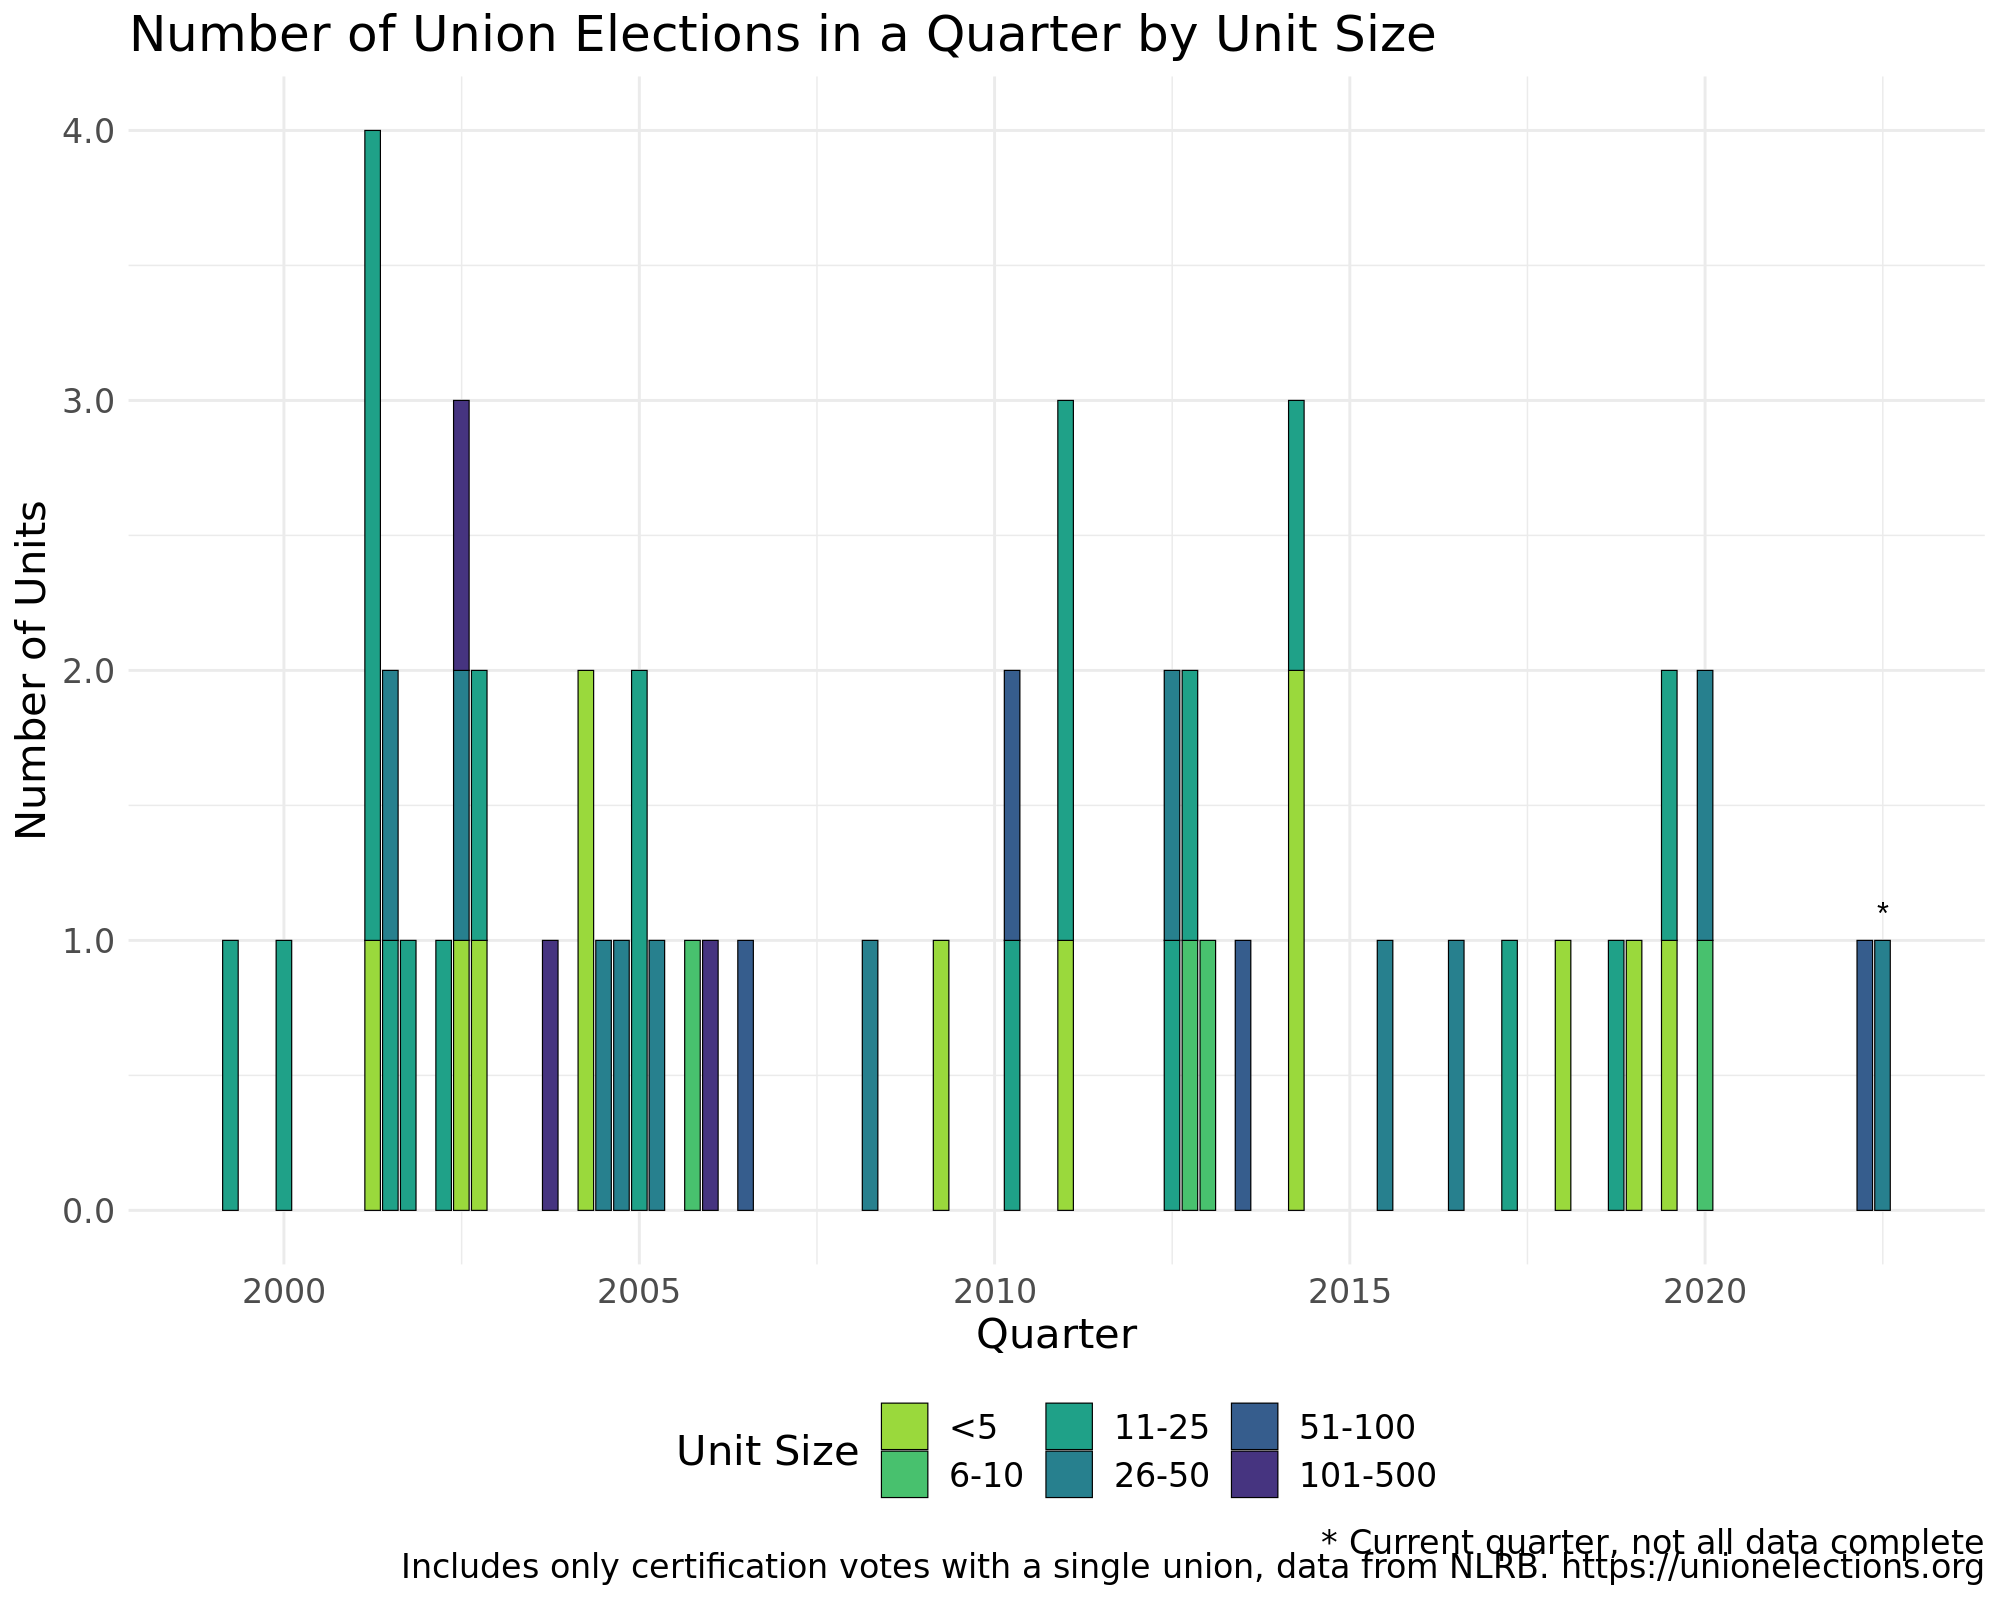 Number of Union Elections in a Quarter by Unit Size
4.0
3.0
2.0
1.0
0.0
Number of Units
*
2000 2005 2010 2015 2020
Quarter
Unit Size
<5 11-25 51-100
6-10 26-50 101-500
* Current quarter, not all data complete
Includes only certification votes with a single union, data from NLRB. https://unionelections.org